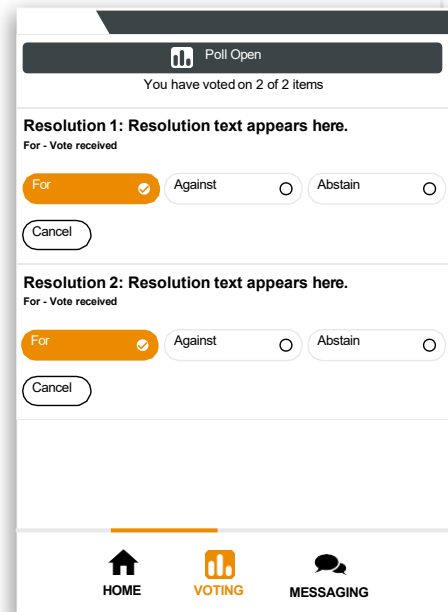 Poll Open
You have voted on 2 of 2 items
Resolution 1: Resolution text appears here.
For - Vote received
For Against Abstain
Cancel
Resolution 2: Resolution text appears here.
For - Vote received
For Against Abstain
Cancel
HOME VOTING MESSAGING